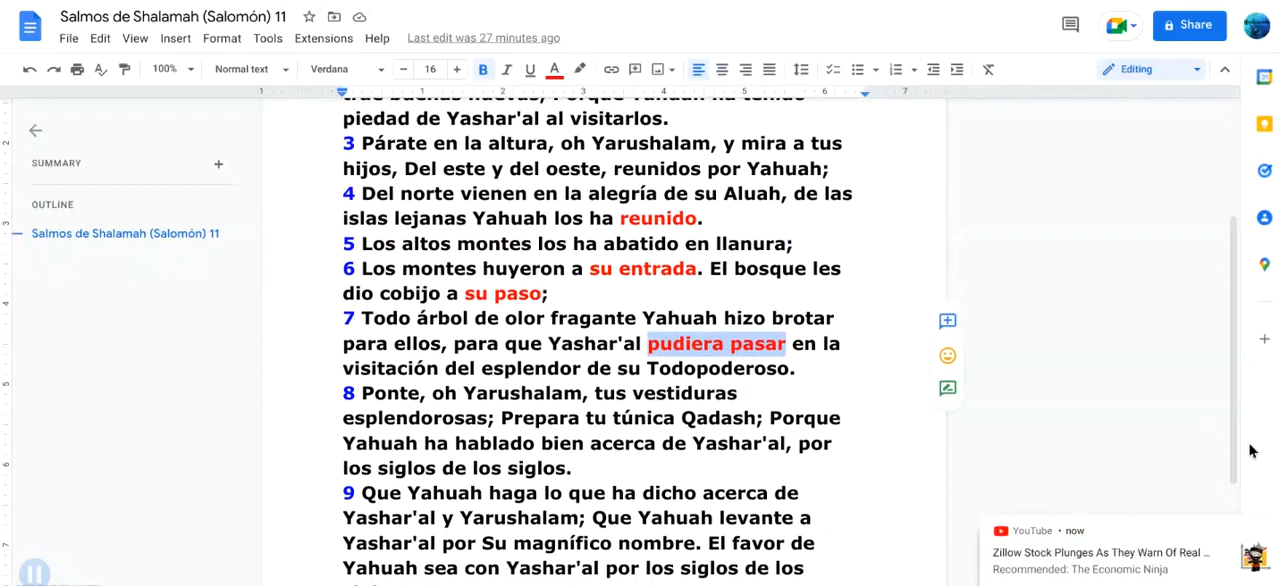 Salmos de Shalamah (Salomón) 11
File Edit View Insert Format Tools Extensions Help Last edit was 27 minutes ago
Share
100% Normal text Verdana − 16 + B I U A Editing
1 1 2 3 4 5 6 7
piedad de Yashar'al al visitarlos.
3 Párate en la altura, oh Yarushalam, y mira a tus
hijos, Del este y del oeste, reunidos por Yahuah;
4 Del norte vienen en la alegría de su Aluah, de las
islas lejanas Yahuah los ha reunido.
5 Los altos montes los ha abatido en llanura;
6 Los montes huyeron a su entrada. El bosque les
dio cobijo a su paso;
7 Todo árbol de olor fragante Yahuah hizo brotar
para ellos, para que Yashar'al pudiera pasar en la
visitación del esplendor de su Todopoderoso.
8 Ponte, oh Yarushalam, tus vestiduras
esplendorosas; Prepara tu túnica Qadash; Porque
Yahuah ha hablado bien acerca de Yashar'al, por
los siglos de los siglos.
9 Que Yahuah haga lo que ha dicho acerca de
Yashar'al y Yarushalam; Que Yahuah levante a
Yashar'al por Su magnífico nombre. El favor de
Yahuah sea con Yashar'al por los siglos de los
SUMMARY +
OUTLINE
Salmos de Shalamah (Salomón) 11
YouTube • now
Zillow Stock Plunges As They Warn Of Real ...
Recommended: The Economic Ninja